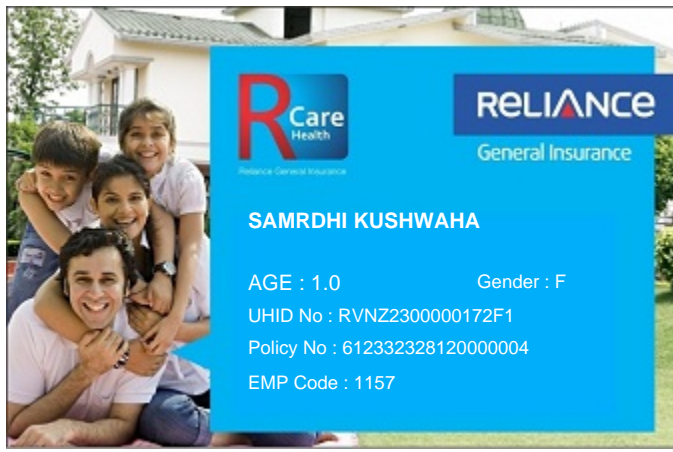 RCare
Health
Reliance General Insurance
RELIANCE
General Insurance
SAMRDHI KUSHWAHA
AGE : 1.0
Gender : F
UHID No : RVNZ2300000172F1
Policy No : 612332328120000004
EMP Code : 1157